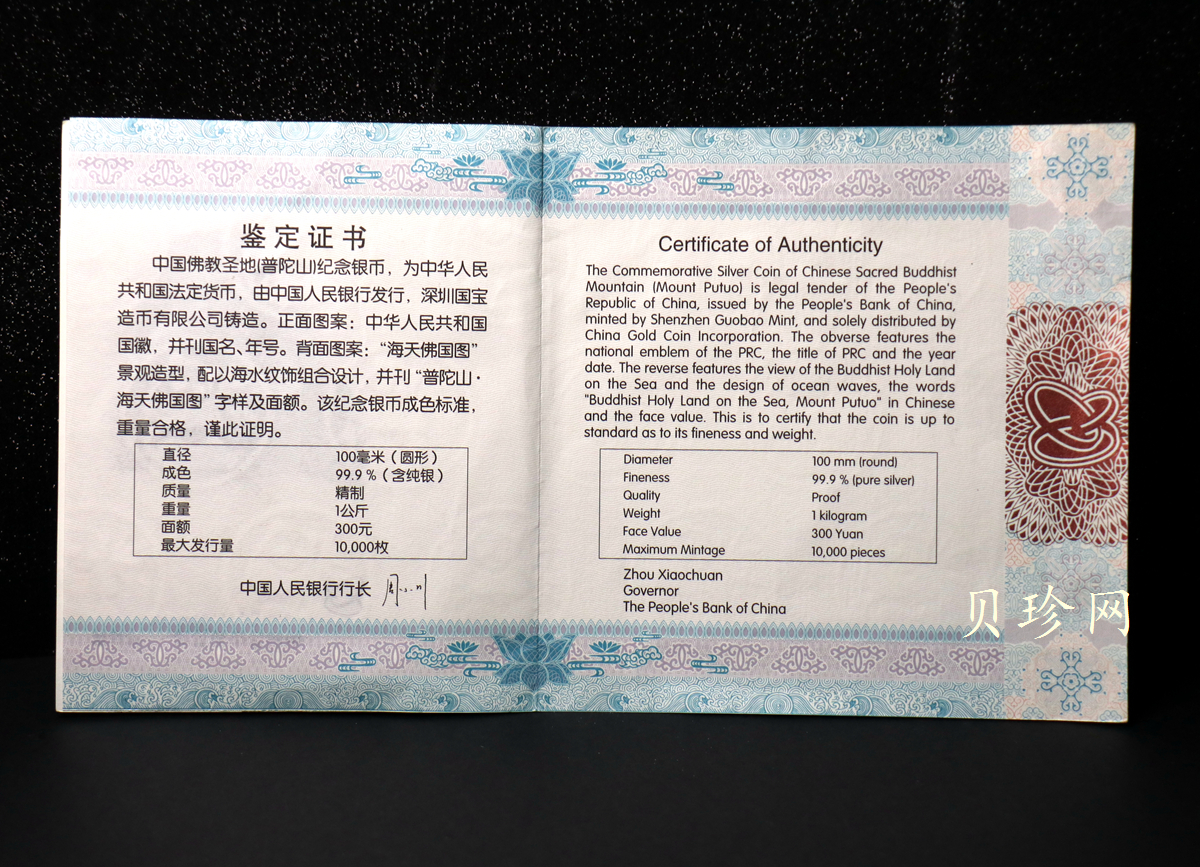 鉴定证书
中国佛教圣地(普陀山)纪念银币，为中华人民
共和国法定货币，由中国人民银行发行，深圳国宝
造币有限公司铸造。正面图案：中华人民共和国
国徽，并刊国名、年号。背面图案：“海天佛国图”
景观造型，配以海水纹饰组合设计，并刊“普陀山·
海天佛国图”字样及面额。该纪念银币成色标准，
重量合格，谨此证明。
直径 100毫米（圆形）
成色 99.9 %（含纯银）
质量 精制
重量 1公斤
面额 300元
最大发行量 10,000枚
中国人民银行行长
Certificate of Authenticity
The Commemorative Silver Coin of Chinese Sacred Buddhist
Mountain (Mount Putuo) is legal tender of the People's
Republic of China, issued by the People's Bank of China,
minted by Shenzhen Guobao Mint, and solely distributed by
China Gold Coin Incorporation. The obverse features the
national emblem of the PRC, the title of PRC and the year
date. The reverse features the view of the Buddhist Holy Land
on the Sea and the design of ocean waves, the words
"Buddhist Holy Land on the Sea, Mount Putuo" in Chinese
and the face value. This is to certify that the coin is up to
standard as to its fineness and weight.
Diameter 100 mm (round)
Fineness 99.9 % (pure silver)
Quality Proof
Weight 1 kilogram
Face Value 300 Yuan
Maximum Mintage 10,000 pieces
Zhou Xiaochuan
Governor
The People's Bank of China
贝珍网